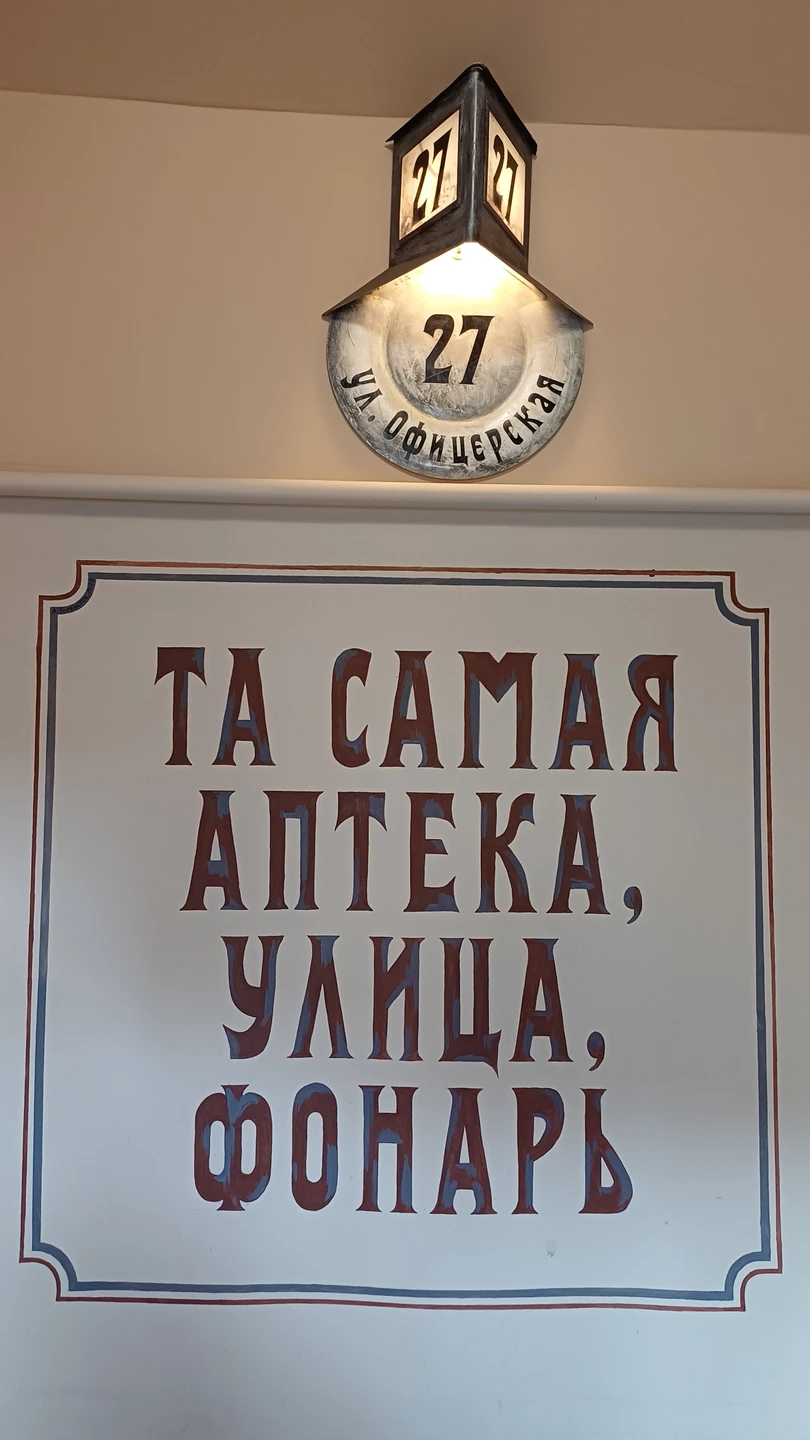 27 27
27
ул. Офицерская
ТА САМАЯ
АПТЕКА,
УЛИЦА,
ФОНАРЬ